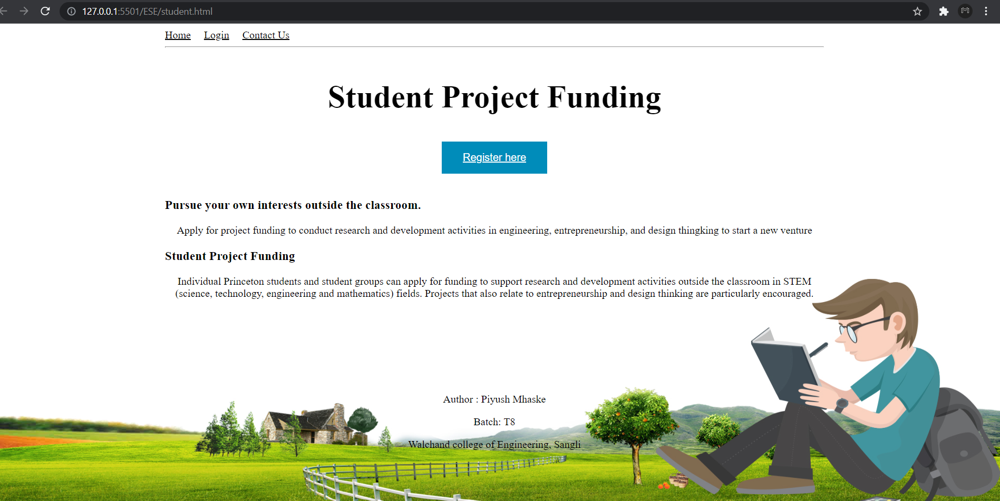 127.0.0.1:5501/ESE/student.html
Home Login Contact Us
Student Project Funding
Register here
Pursue your own interests outside the classroom.
Apply for project funding to conduct research and development activities in engineering, entrepreneurship, and design thingking to start a new venture
Student Project Funding
Individual Princeton students and student groups can apply for funding to support research and development activities outside the classroom in STEM
(science, technology, engineering and mathematics) fields. Projects that also relate to entrepreneurship and design thinking are particularly encouraged.
Author : Piyush Mhaske
Batch: T8
Walchand college of Engineering, Sangli